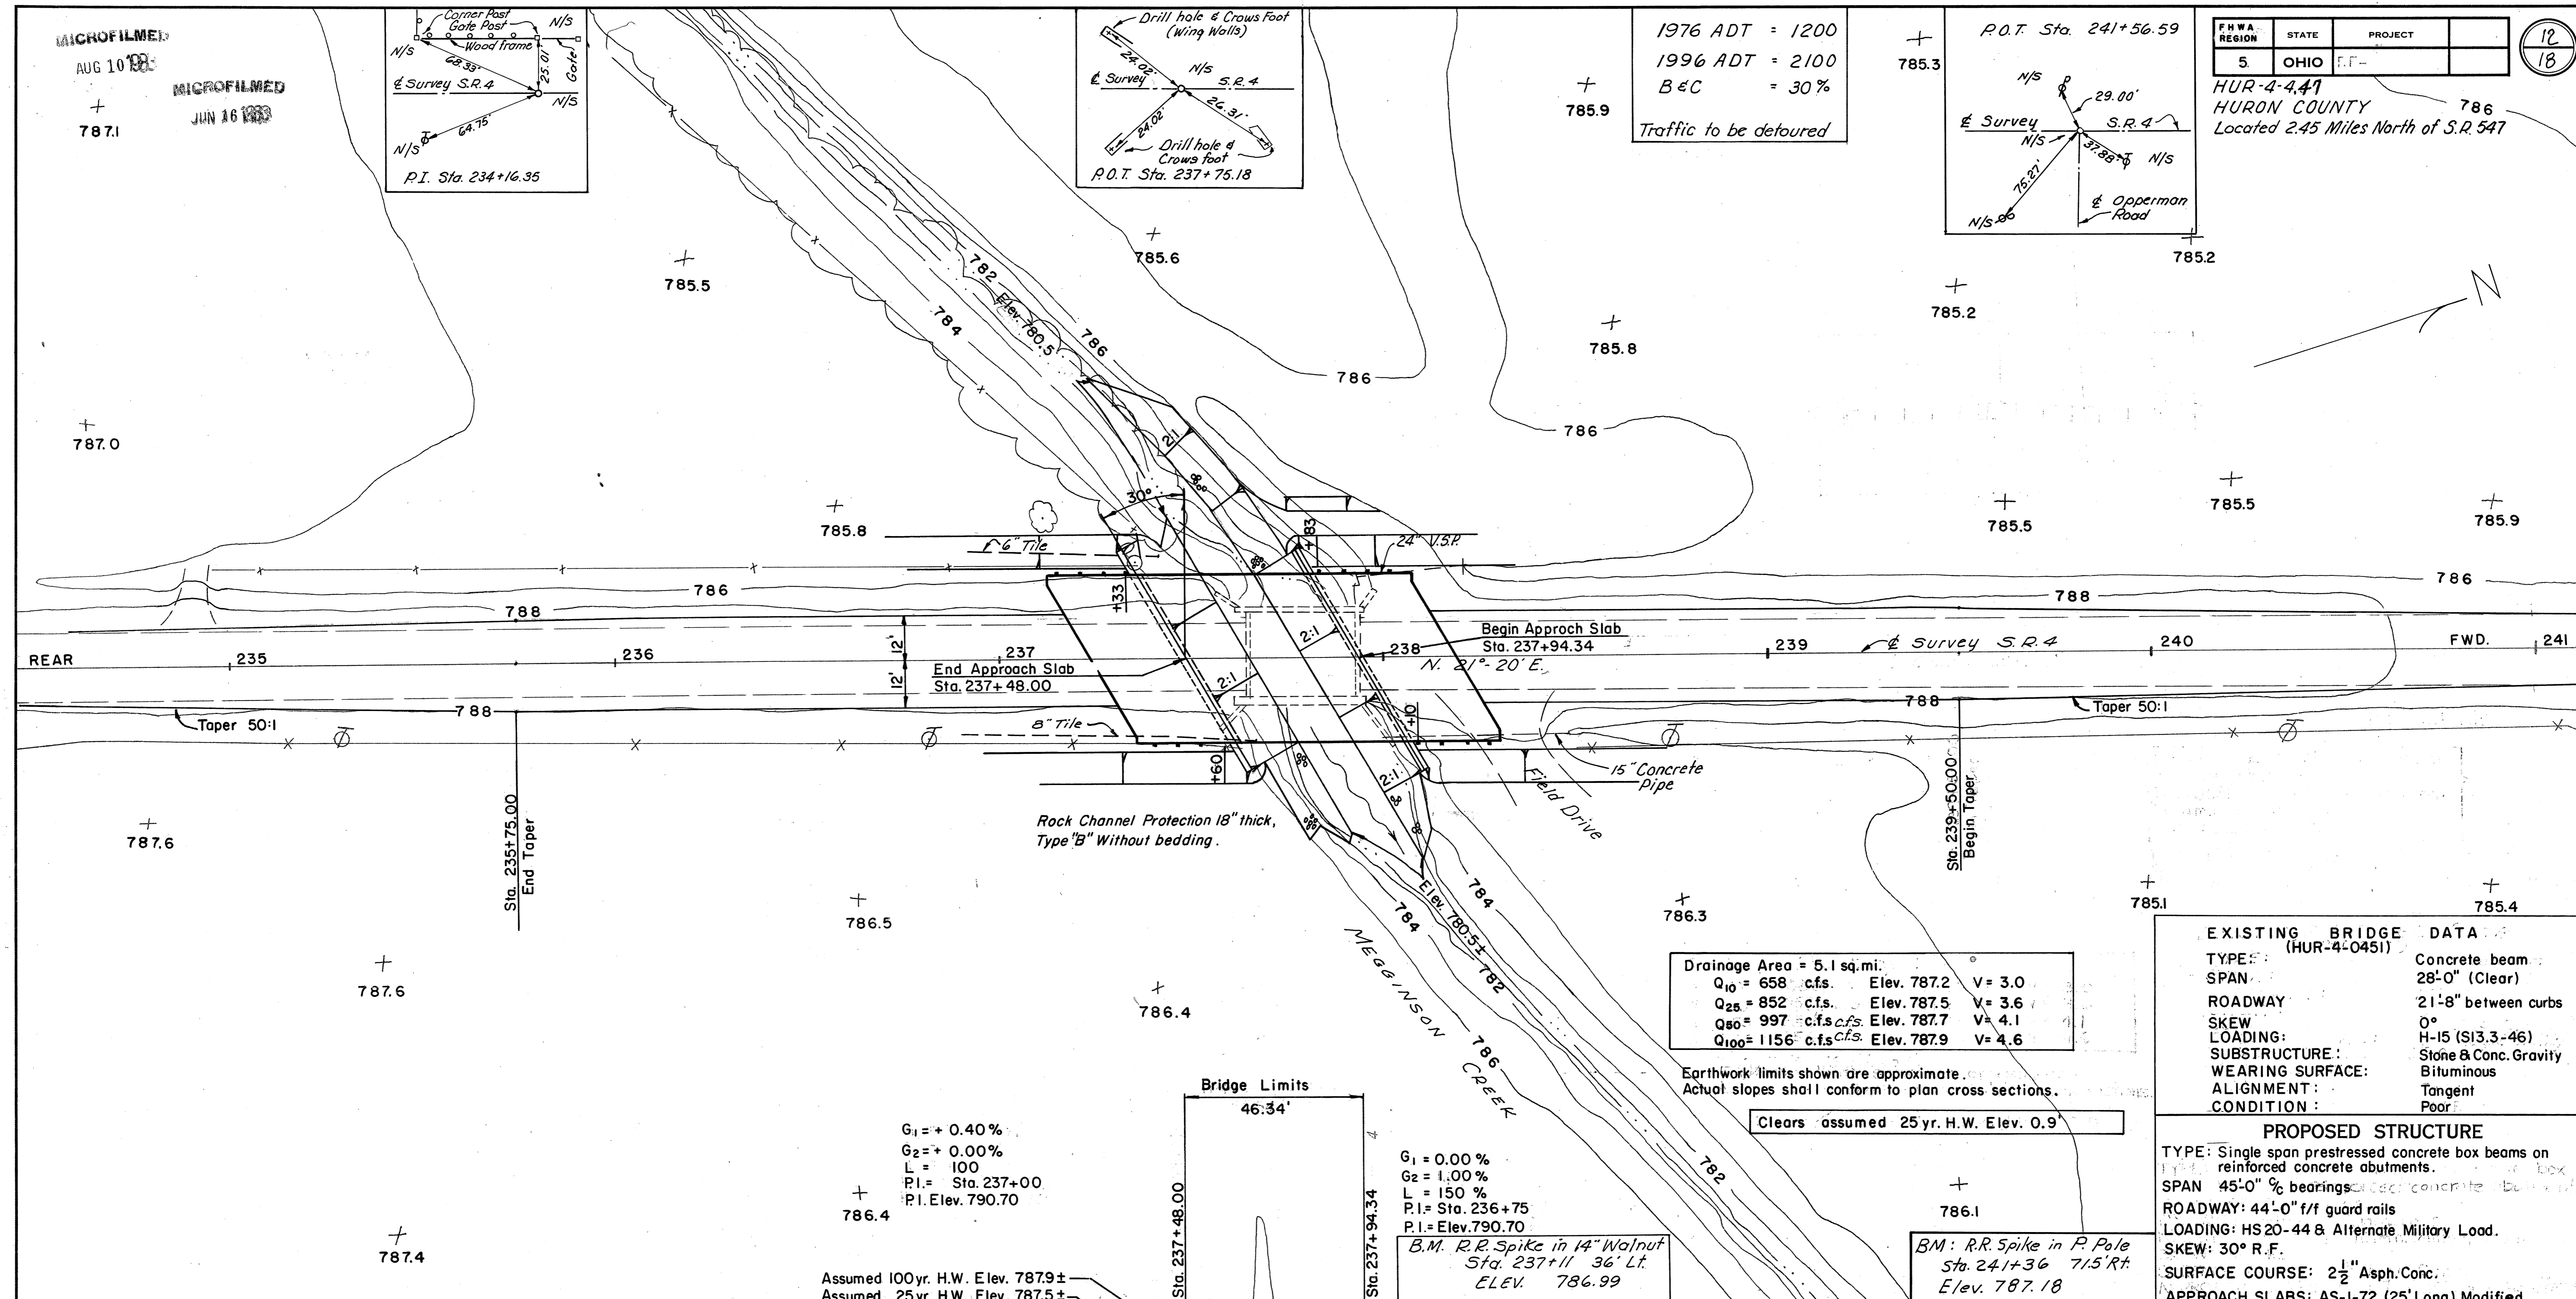 MICROFILMED
AUG 10
MICROFILMED
JUN 16 1983
Corner Post
Gate Post
N/S
N/S
Wood frame
68.33'
25.01'
Gate
₵ Survey S.R.4
N/S
64.75'
N/S
P.I. Sta. 234+16.35
Drill hole & Crows Foot
(Wing Walls)
24.02'
N/S
₵ Survey
S.R.4
26.31'
24.02'
Drill hole &
Crows foot
P.O.T. Sta. 237+75.18
1976 ADT = 1200
1996 ADT = 2100
B&C = 30%
Traffic to be detoured
P.O.T. Sta. 241+56.59
N/S
29.00'
₵ Survey
S.R.4
N/S
37.88'
N/S
75.27'
₵ Opperman
Road
N/S
FHWA
REGION
STATE
PROJECT
5
OHIO
12
18
HUR-4-4.47
HURON COUNTY
Located 2.45 Miles North of S.R. 547
786
787.1
785.9
785.3
785.6
785.5
785.2
785.2
785.8
N
782
Elev. 780.5
784
786
786
786
787.0
785.8
785.5
785.5
785.9
2:1
30°
6" Tile
+83
24" V.S.P.
786
786
788
788
+33
12'
12'
2:1
Begin Approch Slab
Sta. 237+94.34
REAR
235
236
237
238
239
₵ Survey S.R.4
240
FWD.
241
N. 21°-20' E.
End Approach Slab
Sta. 237+48.00
2:1
788
788
Taper 50:1
Taper 50:1
8" Tile
+10
+60
2:1
15" Concrete
Pipe
Field Drive
Sta. 235+75.00
End Taper
Sta. 239+50.00
Begin Taper
Rock Channel Protection 18" thick,
Type "B" Without bedding.
787.6
786.5
786.3
785.1
785.4
784
784
Elev. 780.5±
782
MEGGINSON CREEK
786
782
787.6
786.4
Drainage Area = 5.1 sq.mi.
Q10 = 658 c.f.s. Elev. 787.2 V = 3.0
Q25 = 852 c.f.s. Elev. 787.5 V = 3.6
Q50 = 997 c.f.s c.f.s. Elev. 787.7 V = 4.1
Q100 = 1156 c.f.s c.f.s. Elev. 787.9 V = 4.6
Earthwork limits shown are approximate.
Actual slopes shall conform to plan cross sections.
Clears assumed 25 yr. H.W. Elev. 0.9'
EXISTING BRIDGE DATA
(HUR-4-0451)
TYPE: Concrete beam
SPAN 28'-0" (Clear)
ROADWAY 21'-8" between curbs
SKEW 0°
LOADING: H-15 (S13.3-46)
SUBSTRUCTURE: Stone & Conc. Gravity
WEARING SURFACE: Bituminous
ALIGNMENT: Tangent
CONDITION: Poor
PROPOSED STRUCTURE
TYPE: Single span prestressed concrete box beams on
reinforced concrete abutments.
SPAN 45'-0" c/c bearings
ROADWAY: 44'-0" f/f guard rails
LOADING: HS20-44 & Alternate Military Load.
SKEW: 30° R.F.
SURFACE COURSE: 2 1/2" Asph. Conc.
APPROACH SLABS: AS-1-72 (25' Long) Modified
Bridge Limits
46.34'
Sta. 237+48.00
Sta. 237+94.34
G1 = + 0.40 %
G2 = + 0.00%
L = 100
P.I. = Sta. 237+00
P.I. Elev. 790.70
G1 = 0.00 %
G2 = 1.00 %
L = 150 %
P.I. = Sta. 236+75
P.I. = Elev. 790.70
786.4
786.1
787.4
Assumed 100 yr. H.W. Elev. 787.9±
Assumed 25 yr. H.W. Elev. 787.5±
B.M. R.R. Spike in 14" Walnut
Sta. 237+11 36' Lt.
ELEV. 786.99
BM: R.R. Spike in P. Pole
Sta. 241+36 71.5' Rt.
Elev. 787.18